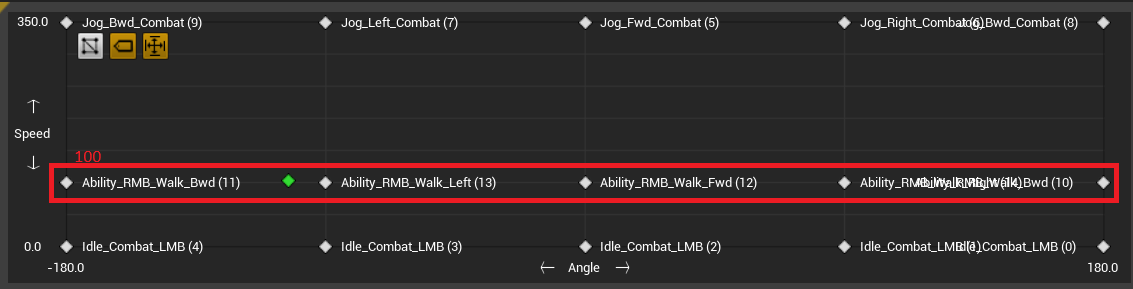 350.0
Jog_Bwd_Combat (9)
Jog_Left_Combat (7)
Jog_Fwd_Combat (5)
Jog_Right_Combat (6)
Jog_Bwd_Combat (8)
Speed
100
Ability_RMB_Walk_Bwd (11)
Ability_RMB_Walk_Left (13)
Ability_RMB_Walk_Fwd (12)
Ability_RMB_Walk_Right (14)
Ability_RMB_Walk_Bwd (10)
0.0
Idle_Combat_LMB (4)
Idle_Combat_LMB (3)
Idle_Combat_LMB (2)
Idle_Combat_LMB (1)
Idle_Combat_LMB (0)
-180.0
Angle
180.0